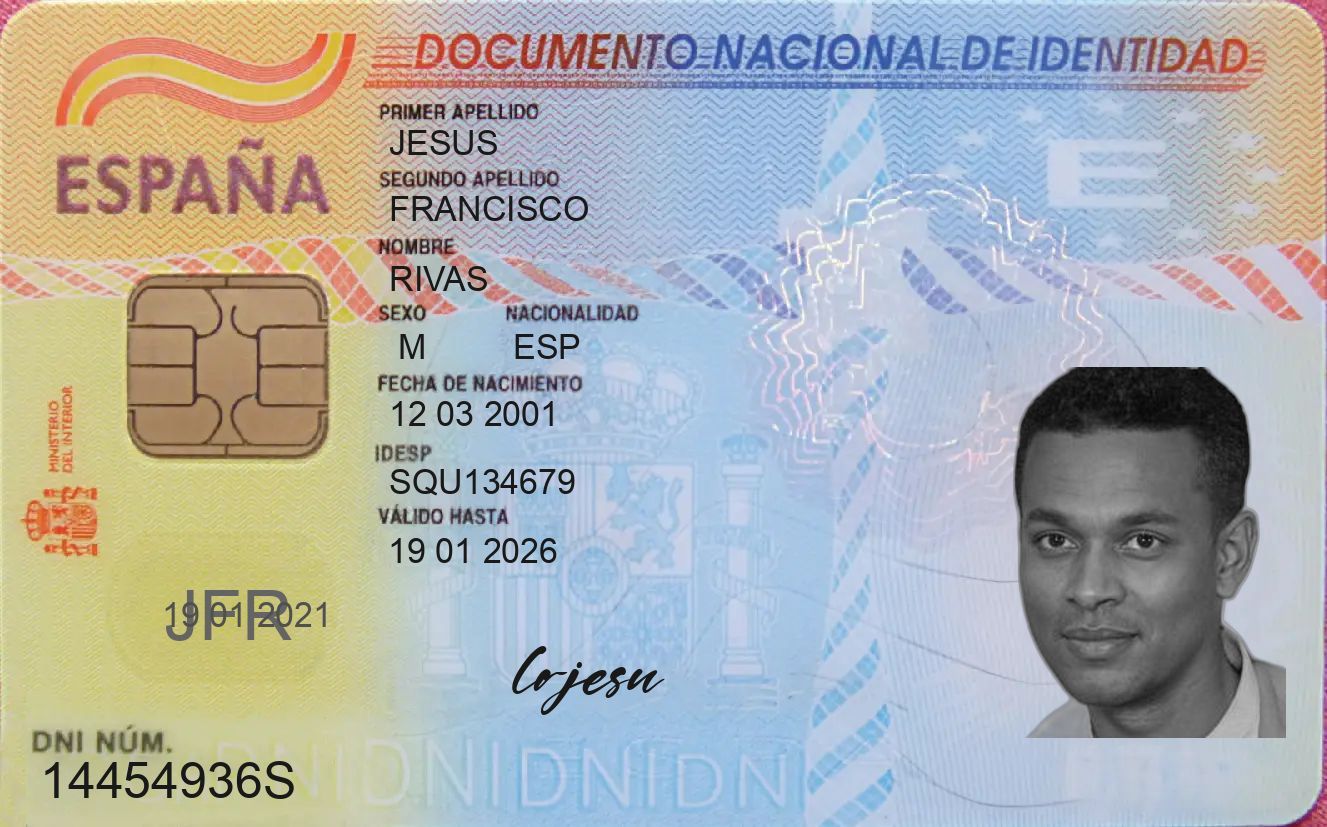 DOCUMENTO NACIONAL DE IDENTIDAD
ESPAÑA
PRIMER APELLIDO
JESUS
SEGUNDO APELLIDO
FRANCISCO
NOMBRE
RIVAS
SEXO NACIONALIDAD
M ESP
FECHA DE NACIMIENTO
12 03 2001
IDESP
SQU134679
VÁLIDO HASTA
19 01 2026
MINISTERIO
DEL INTERIOR
E
JFR
19 01 2021
Cojesu
DNI NÚM.
14454936S
DNIDNIDNIDNI